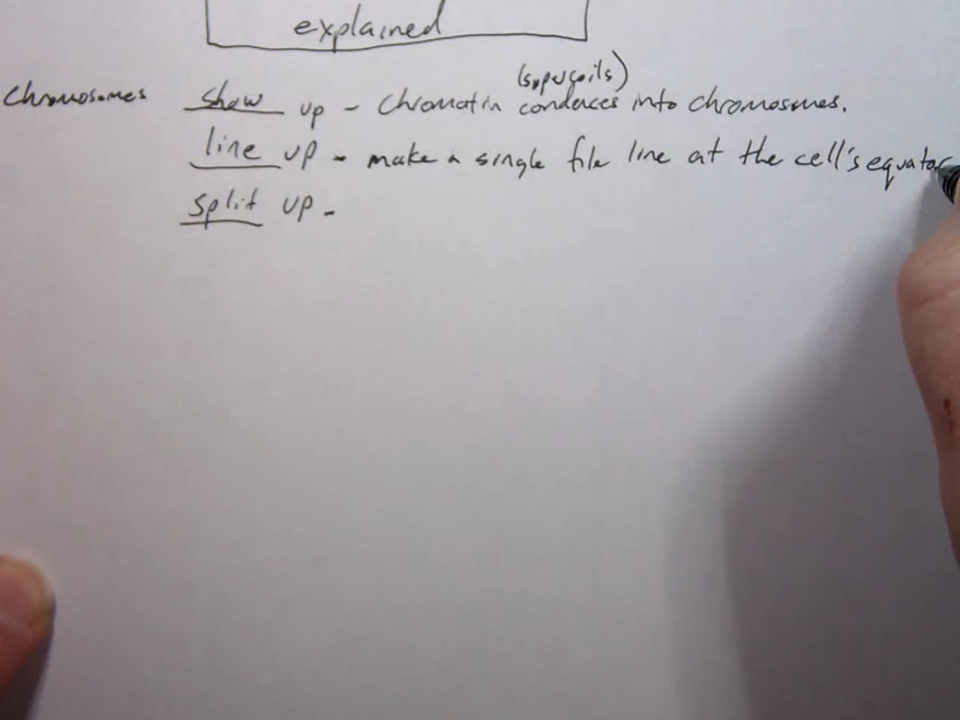 explained
(supercoils)
Chromosomes show up - Chromatin condences into chromosomes.
line up - make a single file line at the cell's equator
split up -